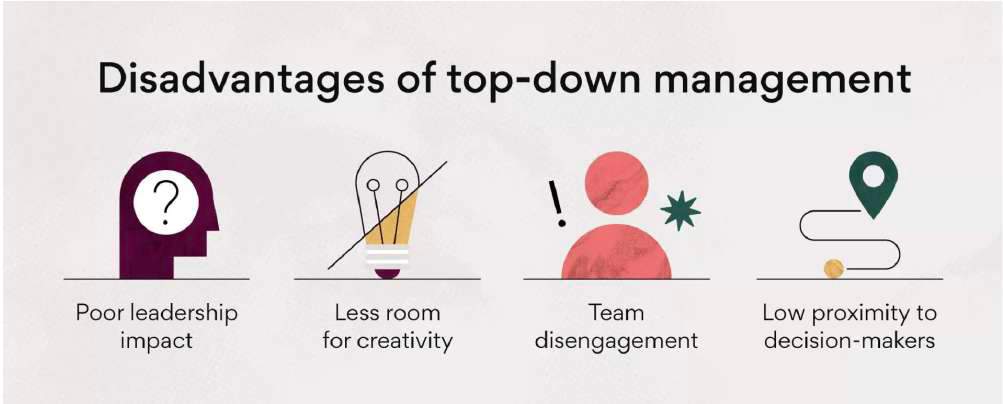 Disadvantages of top-down management
?
!
Poor leadership
impact
Less room
for creativity
Team
disengagement
Low proximity to
decision-makers